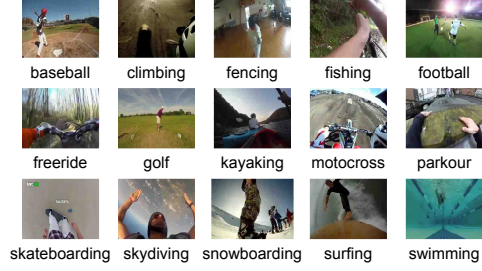 baseball climbing fencing fishing football
freeride golf kayaking motocross parkour
skateboarding skydiving snowboarding surfing swimming